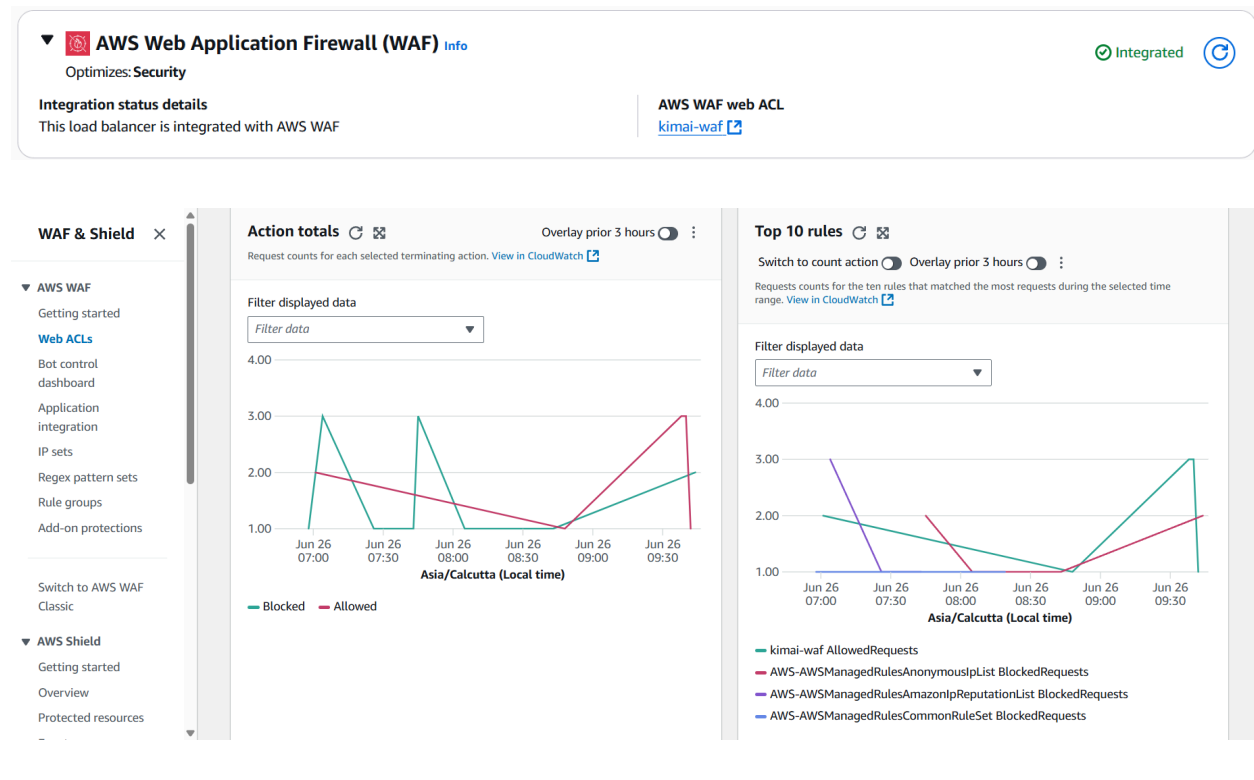 AWS Web Application Firewall (WAF) Info
Optimizes: Security
Integrated
Integration status details
This load balancer is integrated with AWS WAF
AWS WAF web ACL
kimai-waf
WAF & Shield
AWS WAF
Getting started
Web ACLs
Bot control
dashboard
Application
integration
IP sets
Regex pattern sets
Rule groups
Add-on protections
Switch to AWS WAF
Classic
AWS Shield
Getting started
Overview
Protected resources
Action totals
Overlay prior 3 hours
Request counts for each selected terminating action. View in CloudWatch
Filter displayed data
Filter data
4.00
3.00
2.00
1.00
Jun 26 Jun 26 Jun 26 Jun 26 Jun 26 Jun 26
07:00 07:30 08:00 08:30 09:00 09:30
Asia/Calcutta (Local time)
Blocked Allowed
Top 10 rules
Switch to count action Overlay prior 3 hours
Requests counts for the ten rules that matched the most requests during the selected time
range. View in CloudWatch
Filter displayed data
Filter data
4.00
3.00
2.00
1.00
Jun 26 Jun 26 Jun 26 Jun 26 Jun 26 Jun 26
07:00 07:30 08:00 08:30 09:00 09:30
Asia/Calcutta (Local time)
kimai-waf AllowedRequests
AWS-AWSManagedRulesAnonymousIpList BlockedRequests
AWS-AWSManagedRulesAmazonIpReputationList BlockedRequests
AWS-AWSManagedRulesCommonRuleSet BlockedRequests